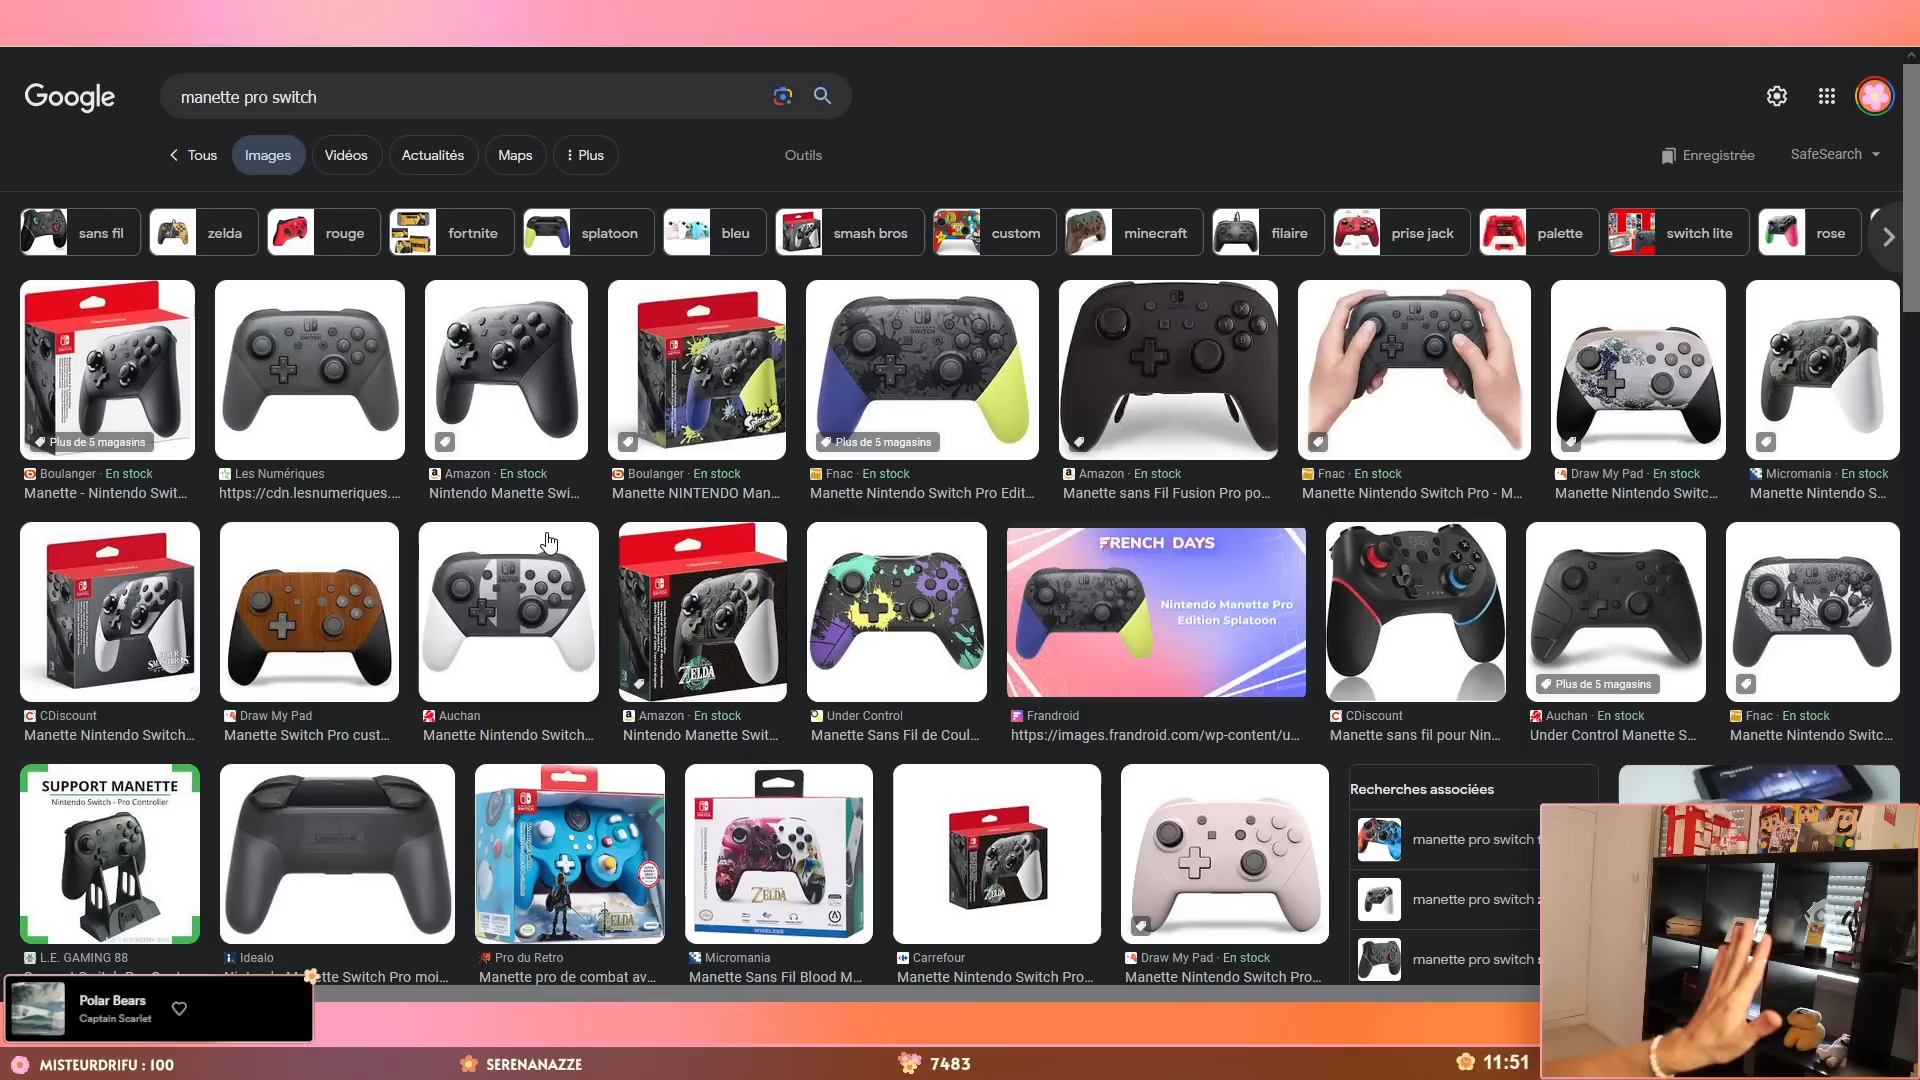 Google
manette pro switch
Tous
Images
Vidéos
Actualités
Maps
Plus
Outils
Enregistrée
SafeSearch
sans fil
zelda
rouge
fortnite
splatoon
bleu
smash bros
custom
minecraft
filaire
prise jack
palette
switch lite
rose
Plus de 5 magasins
Plus de 5 magasins
Boulanger · En stock
Manette - Nintendo Swit...
Les Numériques
https://cdn.lesnumeriques....
Amazon · En stock
Nintendo Manette Swi...
Boulanger · En stock
Manette NINTENDO Man...
Fnac · En stock
Manette Nintendo Switch Pro Edit...
Amazon · En stock
Manette sans Fil Fusion Pro po...
Fnac · En stock
Manette Nintendo Switch Pro - M...
Draw My Pad · En stock
Manette Nintendo Switc...
Micromania · En stock
Manette Nintendo S...
ZELDA
FRENCH DAYS
Nintendo Manette Pro
Edition Splatoon
Plus de 5 magasins
CDiscount
Manette Nintendo Switch...
Draw My Pad
Manette Switch Pro cust...
Auchan
Manette Nintendo Switch...
Amazon · En stock
Nintendo Manette Swit...
Under Control
Manette Sans Fil de Coul...
Frandroid
https://images.frandroid.com/wp-content/u...
CDiscount
Manette sans fil pour Nin...
Auchan · En stock
Under Control Manette S...
Fnac · En stock
Manette Nintendo Switc...
SUPPORT MANETTE
Nintendo Switch - Pro Controller
ZELDA
ZELDA
WIRELESS
ZELDA
Recherches associées
manette pro switch
manette pro switch
manette pro switch
L.E. GAMING 88
Idealo
Switch Pro moi...
Pro du Retro
Manette pro de combat av...
Micromania
Manette Sans Fil Blood M...
Carrefour
Manette Nintendo Switch Pro...
Draw My Pad · En stock
Manette Nintendo Switch Pro...
Polar Bears
Captain Scarlet
MISTEURDRIFU : 100
SERENANAZZE
7483
11:51